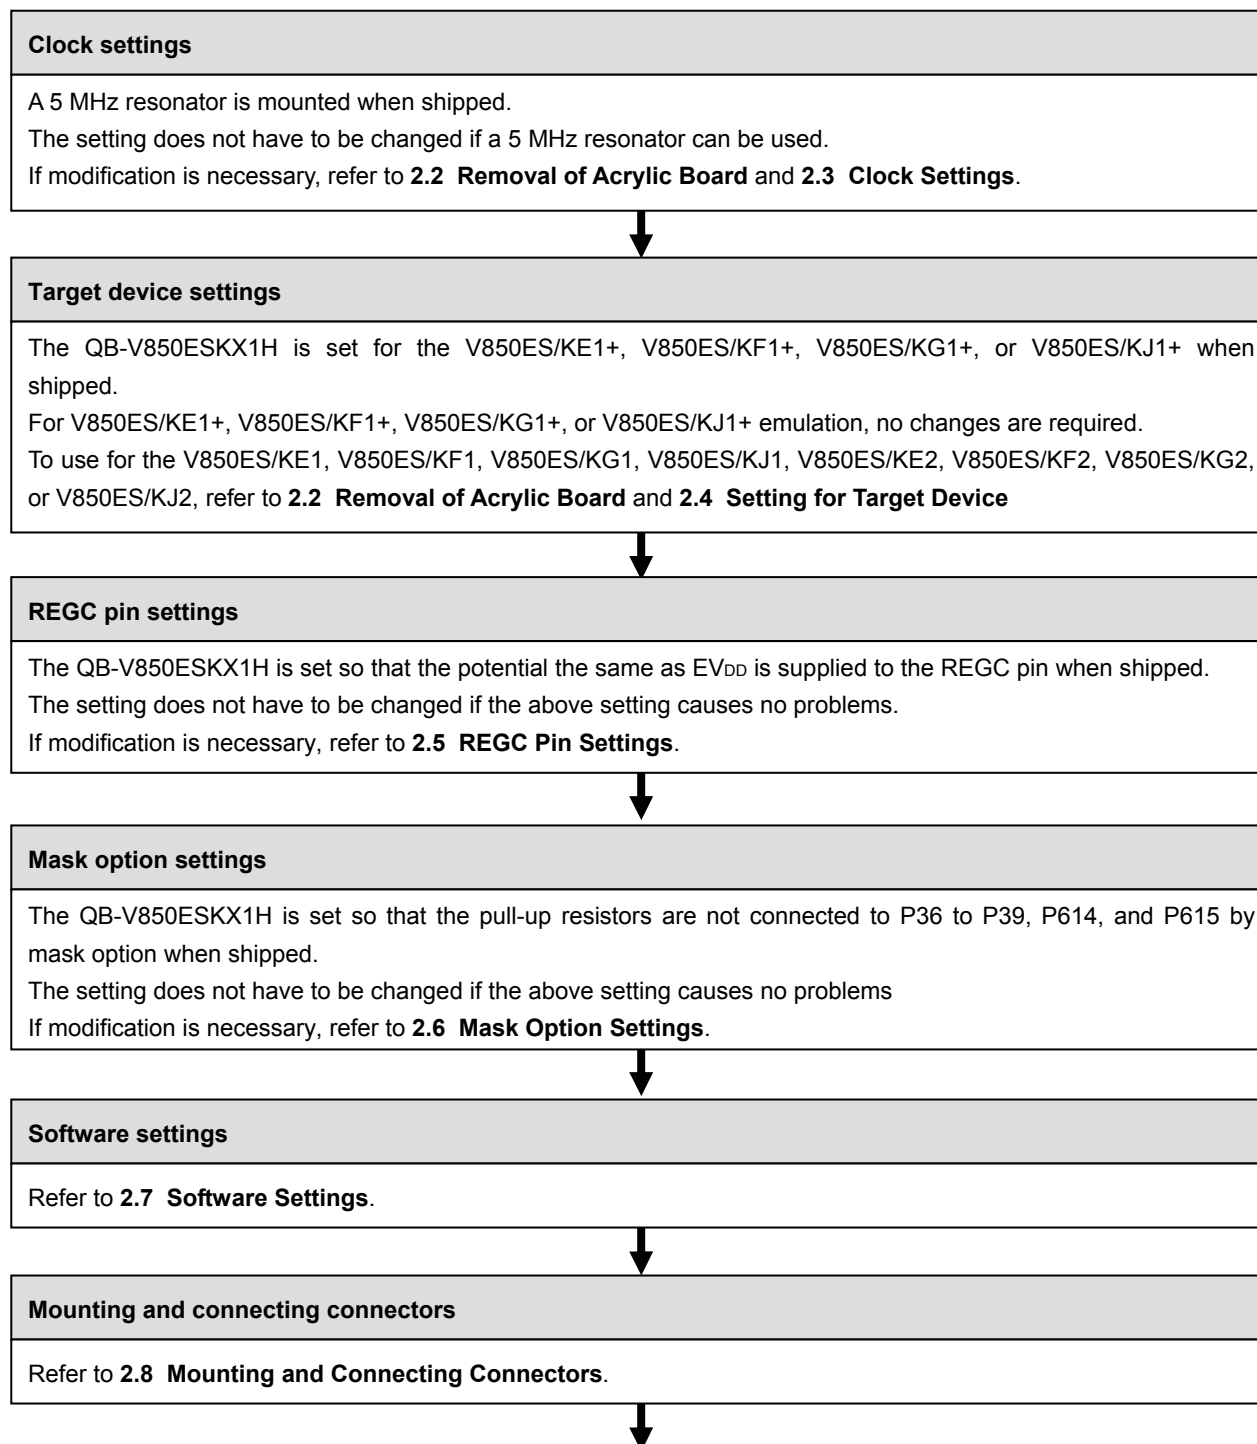 Clock settings
A 5 MHz resonator is mounted when shipped.
The setting does not have to be changed if a 5 MHz resonator can be used.
If modification is necessary, refer to 2.2 Removal of Acrylic Board and 2.3 Clock Settings.
Target device settings
The QB-V850ESKX1H is set for the V850ES/KE1+, V850ES/KF1+, V850ES/KG1+, or V850ES/KJ1+ when
shipped.
For V850ES/KE1+, V850ES/KF1+, V850ES/KG1+, or V850ES/KJ1+ emulation, no changes are required.
To use for the V850ES/KE1, V850ES/KF1, V850ES/KG1, V850ES/KJ1, V850ES/KE2, V850ES/KF2, V850ES/KG2,
or V850ES/KJ2, refer to 2.2 Removal of Acrylic Board and 2.4 Setting for Target Device
REGC pin settings
The QB-V850ESKX1H is set so that the potential the same as EVDD is supplied to the REGC pin when shipped.
The setting does not have to be changed if the above setting causes no problems.
If modification is necessary, refer to 2.5 REGC Pin Settings.
Mask option settings
The QB-V850ESKX1H is set so that the pull-up resistors are not connected to P36 to P39, P614, and P615 by
mask option when shipped.
The setting does not have to be changed if the above setting causes no problems
If modification is necessary, refer to 2.6 Mask Option Settings.
Software settings
Refer to 2.7 Software Settings.
Mounting and connecting connectors
Refer to 2.8 Mounting and Connecting Connectors.